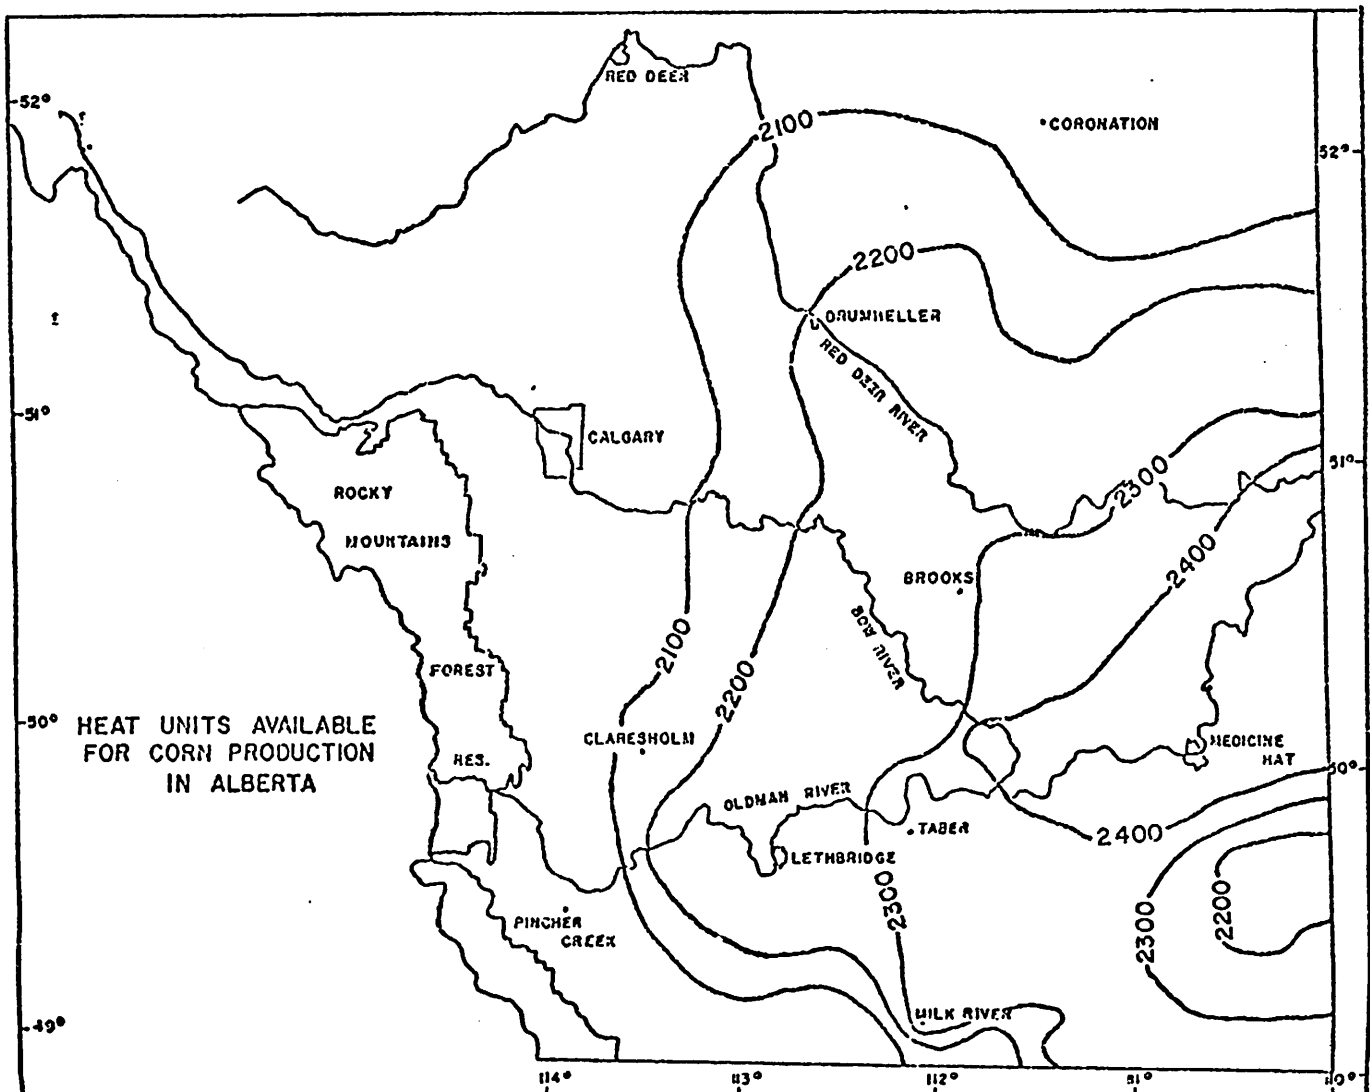 RED DEER
52°
2100
CORONATION
52°
2200
DRUMHELLER
RED DEER RIVER
51°
CALGARY
51°
2300
ROCKY
MOUNTAINS
2400
BROOKS
BOW RIVER
2100
FOREST
2200
50°
HEAT UNITS AVAILABLE
FOR CORN PRODUCTION
IN ALBERTA
CLARESHOLM
MEDICINE
HAT
RES.
50°
OLDMAN RIVER
TABER
2400
LETHBRIDGE
2300
2300
2200
PINCHER
CREEK
MILK RIVER
49°
114°
113°
112°